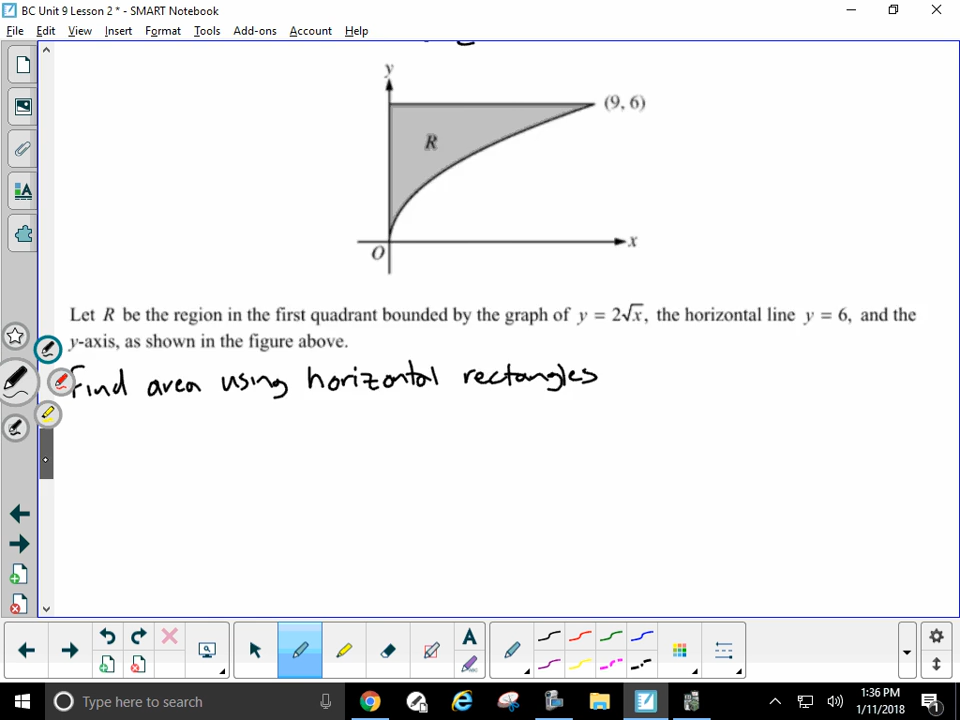 BC Unit 9 Lesson 2 * - SMART Notebook
File Edit View Insert Format Tools Add-ons Account Help
y
(9, 6)
R
O
x
Let R be the region in the first quadrant bounded by the graph of y = 2√x, the horizontal line y = 6, and the
y-axis, as shown in the figure above.
Find area using horizontal rectangles
A
Type here to search
1:36 PM
1/11/2018
1